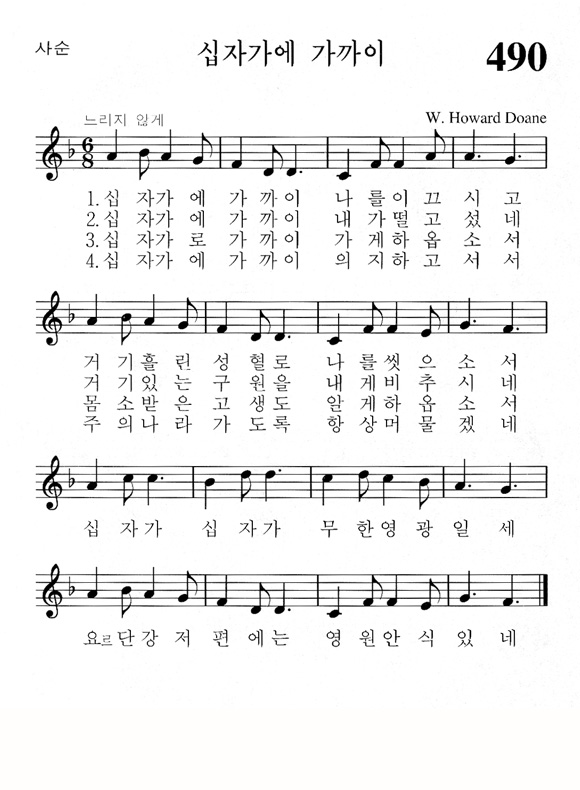 사순 십자가에 가까이 490
느리지 않게 W. Howard Doane
6
8
1. 십 자가 에 가 까 이 나 를 이 끄 시 고
2. 십 자가 에 가 까 이 내 가 떨 고 섰 네
3. 십 자가 로 가 까 이 가 게 하 옵 소 서
4. 십 자가 에 가 까 이 의 지 하 고 서 서
거 기 흘 린 성 혈 로 나 를 씻 으 소 서
거 기 있 는 구 원 을 내 게 비 추 시 네
몸 소 받 은 고 생 도 알 게 하 옵 소 서
주 의 나 라 가 도 록 항 상 머 물 겠 네
십 자 가 십 자 가 무 한 영 광 일 세
요르 단 강 저 편 에 는 영 원 안 식 있 네